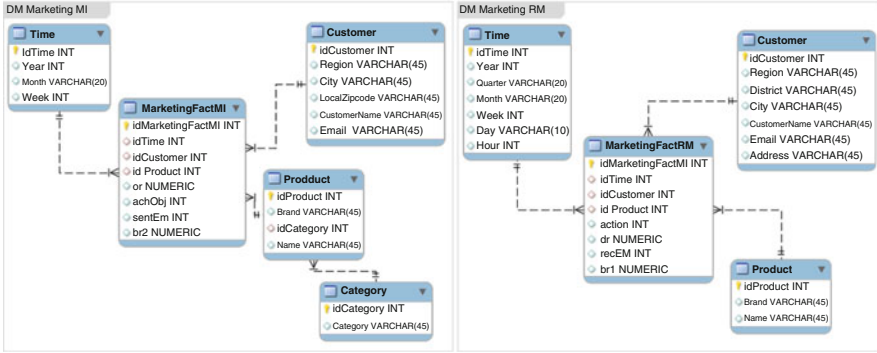 DM Marketing MI
Time
IdTime INT
Year INT
Month VARCHAR(20)
Week INT
MarketingFactMI
idMarketingFactMI INT
idTime INT
idCustomer INT
id Product INT
or NUMERIC
achObj INT
sentEm INT
br2 NUMERIC
Customer
idCustomer INT
Region VARCHAR(45)
City VARCHAR(45)
LocalZipcode VARCHAR(45)
CustomerName VARCHAR(45)
Email VARCHAR(45)
Prodduct
idProduct INT
Brand VARCHAR(45)
idCategory INT
Name VARCHAR(45)
Category
idCategory INT
Category VARCHAR(45)
DM Marketing RM
Time
idTime INT
Year INT
Quarter VARCHAR(20)
Month VARCHAR(20)
Week INT
Day VARCHAR(10)
Hour INT
Customer
idCustomer INT
Region VARCHAR(45)
District VARCHAR(45)
City VARCHAR(45)
CustomerName VARCHAR(45)
Email VARCHAR(45)
Address VARCHAR(45)
MarketingFactRM
idMarketingFactMI INT
idTime INT
idCustomer INT
id Product INT
action INT
dr NUMERIC
recEM INT
br1 NUMERIC
Product
idProduct INT
Brand VARCHAR(45)
Name VARCHAR(45)